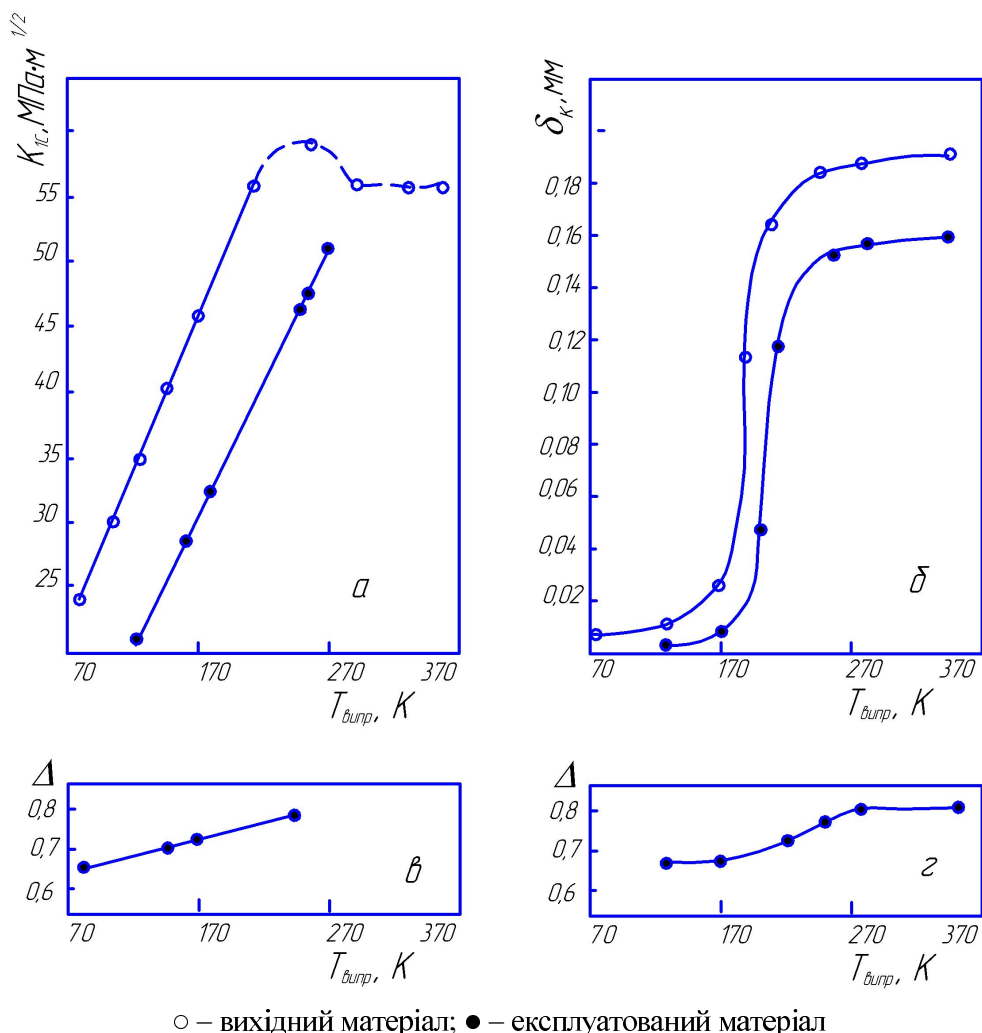 K₁c, МПа·м 1/2
55
50
45
40
35
30
25
70 170 270 370
Tвипр, К
а
δк, мм
0,18
0,16
0,14
0,12
0,10
0,08
0,06
0,04
0,02
70 170 270 370
Tвипр, К
б
Δ
0,8
0,7
0,6
70 170 270 370
Tвипр, К
в
Δ
0,8
0,7
0,6
70 170 270 370
Tвипр, К
г
○ – вихідний матеріал; ● – експлуатований матеріал